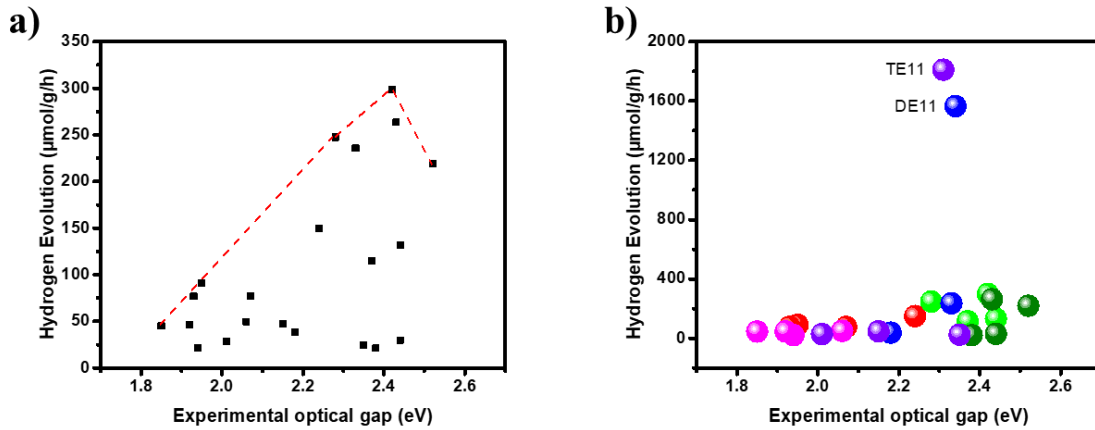 a)
Hydrogen Evolution (μmol/g/h)
350
300
250
200
150
100
50
0
1.8 2.0 2.2 2.4 2.6
Experimental optical gap (eV)
b)
Hydrogen Evolution (μmol/g/h)
2000
1600
1200
800
400
0
TE11
DE11
1.8 2.0 2.2 2.4 2.6
Experimental optical gap (eV)